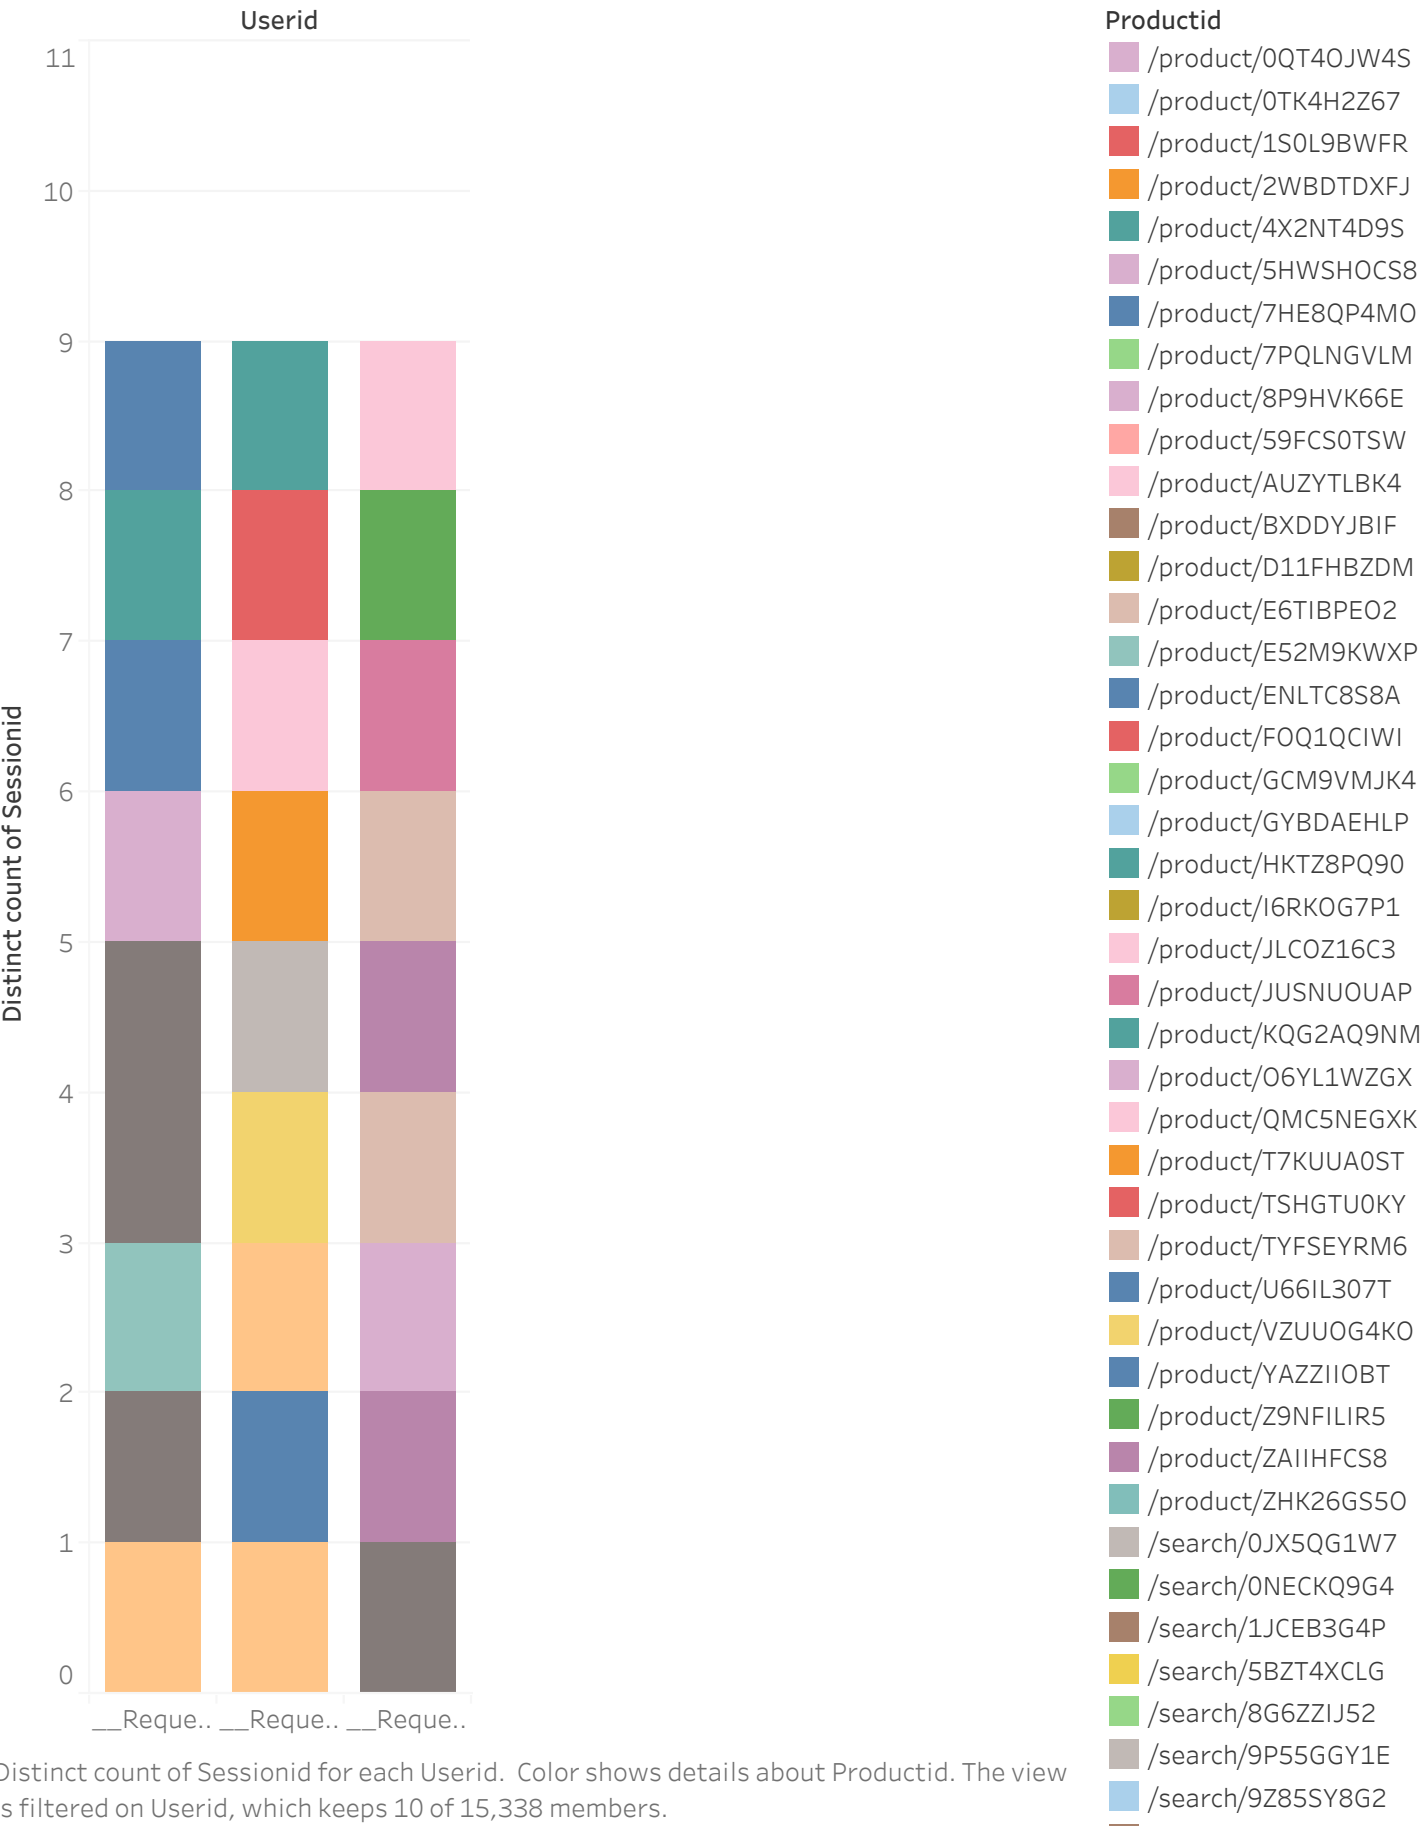 Userid
11
10
9
8
7
6
5
4
3
2
1
0
Distinct count of Sessionid
__Reque.. __Reque.. __Reque..
Distinct count of Sessionid for each Userid. Color shows details about Productid. The view
s filtered on Userid, which keeps 10 of 15,338 members.
Productid
/product/0QT4OJW4S
/product/0TK4H2Z67
/product/1S0L9BWFR
/product/2WBDTDXFJ
/product/4X2NT4D9S
/product/5HWSHOCS8
/product/7HE8QP4MO
/product/7PQLNGVLM
/product/8P9HVK66E
/product/59FCS0TSW
/product/AUZYTLBK4
/product/BXDDYJBIF
/product/D11FHBZDM
/product/E6TIBPEO2
/product/E52M9KWXP
/product/ENLTC8S8A
/product/FOQ1QCIWI
/product/GCM9VMJK4
/product/GYBDAEHLP
/product/HKTZ8PQ90
/product/I6RKOG7P1
/product/JLCOZ16C3
/product/JUSNUOUAP
/product/KQG2AQ9NM
/product/O6YL1WZGX
/product/QMC5NEGXK
/product/T7KUUA0ST
/product/TSHGTU0KY
/product/TYFSEYRM6
/product/U66IL307T
/product/VZUUOG4KO
/product/YAZZIIOBT
/product/Z9NFILIR5
/product/ZAIIHFCS8
/product/ZHK26GS5O
/search/0JX5QG1W7
/search/0NECKQ9G4
/search/1JCEB3G4P
/search/5BZT4XCLG
/search/8G6ZZIJ52
/search/9P55GGY1E
/search/9Z85SY8G2